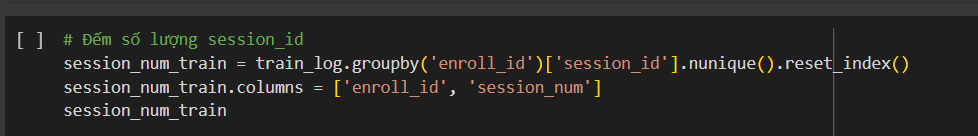 [ ] # Đếm số lượng session_id
session_num_train = train_log.groupby('enroll_id')['session_id'].nunique().reset_index()
session_num_train.columns = ['enroll_id', 'session_num']
session_num_train